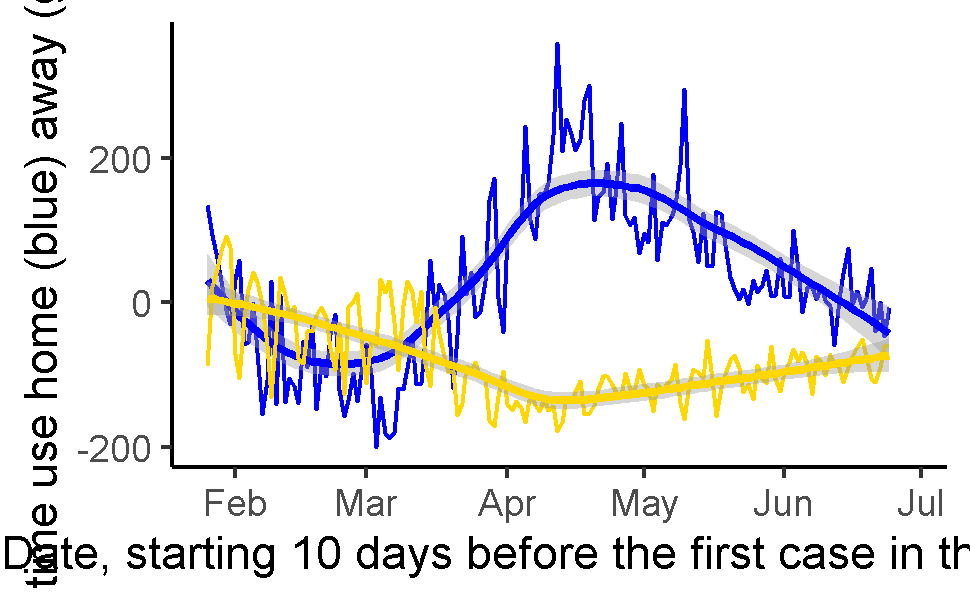 time use home (blue) away (
200
0
-200
Feb Mar Apr May Jun Jul
Date, starting 10 days before the first case in th